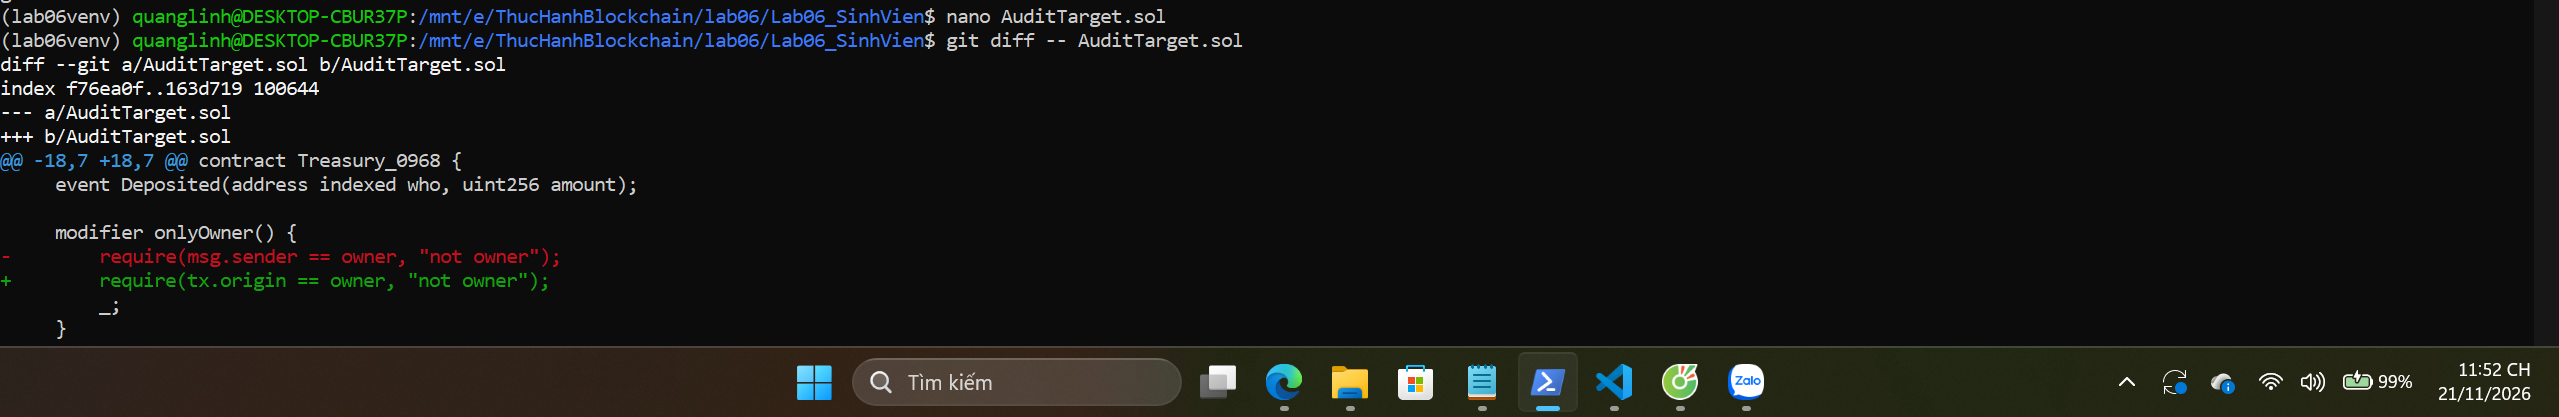 (lab06venv) quanglinh@DESKTOP-CBUR37P:/mnt/e/ThucHanhBlockchain/lab06/Lab06_SinhVien$ nano AuditTarget.sol
(lab06venv) quanglinh@DESKTOP-CBUR37P:/mnt/e/ThucHanhBlockchain/lab06/Lab06_SinhVien$ git diff -- AuditTarget.sol
diff --git a/AuditTarget.sol b/AuditTarget.sol
index f76ea0f..163d719 100644
--- a/AuditTarget.sol
+++ b/AuditTarget.sol
@@ -18,7 +18,7 @@ contract Treasury_0968 {
     event Deposited(address indexed who, uint256 amount);

     modifier onlyOwner() {
-        require(msg.sender == owner, "not owner");
+        require(tx.origin == owner, "not owner");
         _;
     }
Tìm kiếm
Zalo
99%
11:52 CH
21/11/2026